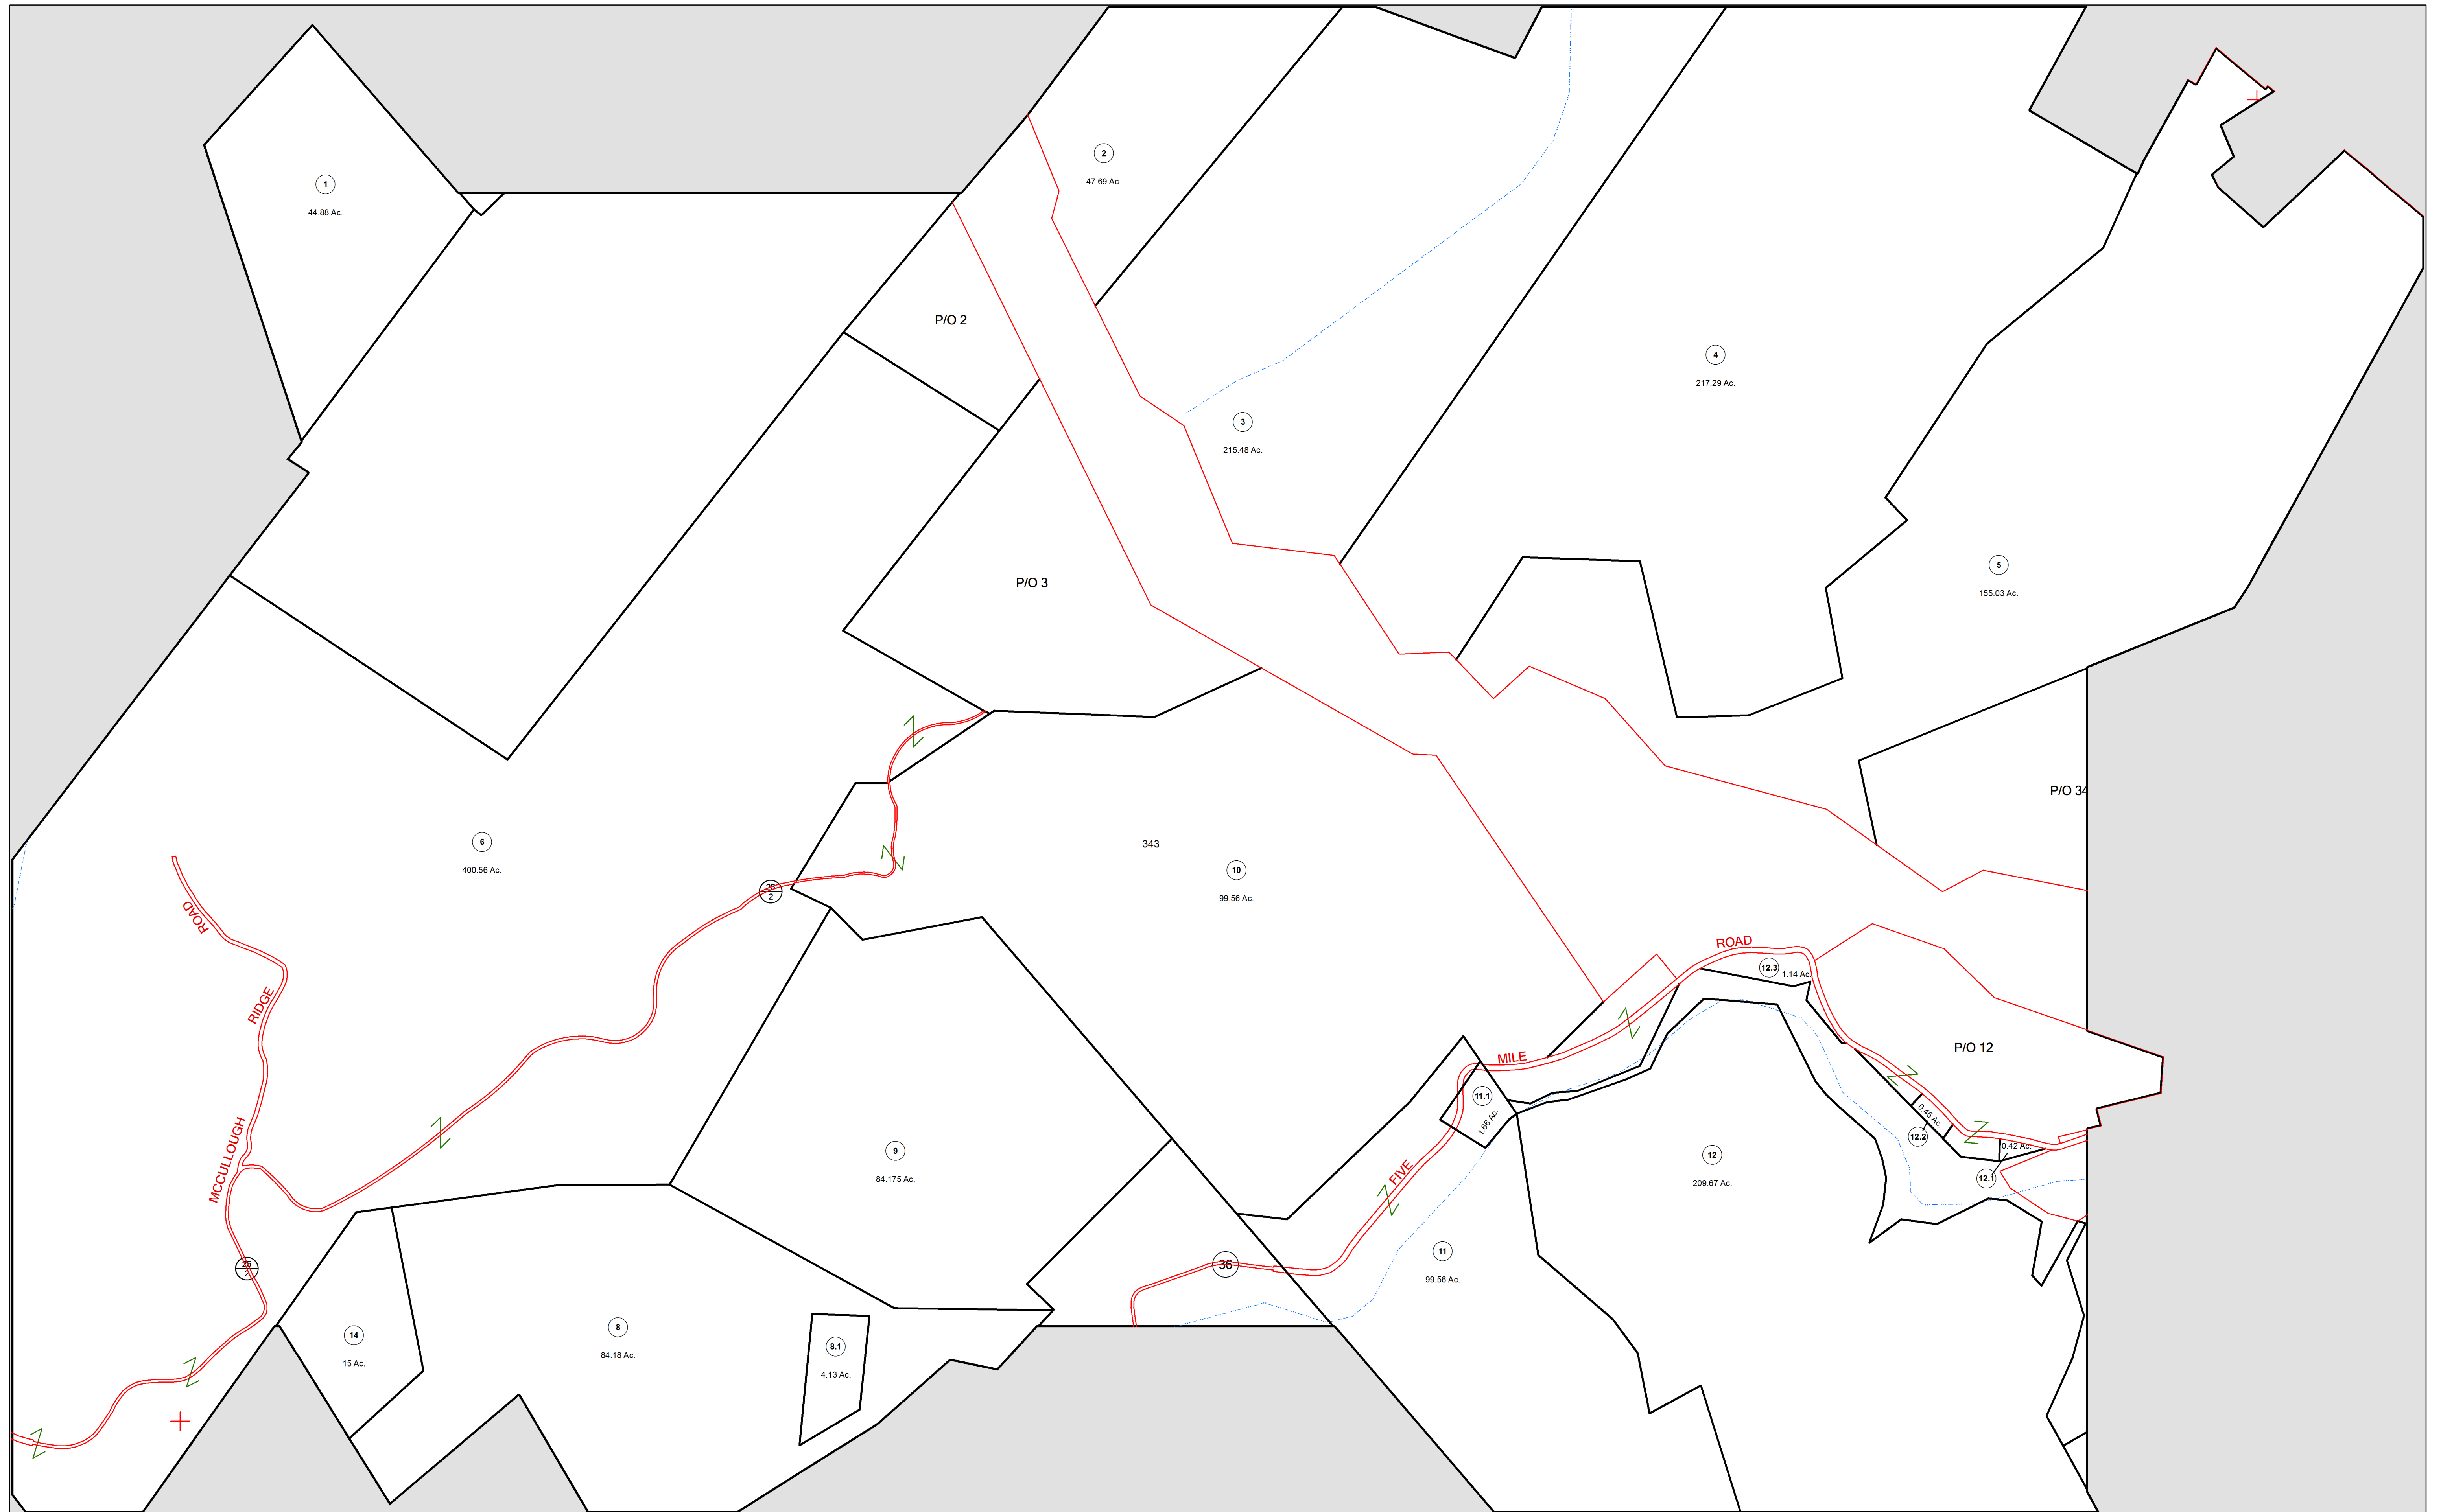 1
44.88 Ac.
2
47.69 Ac.
P/O 2
4
217.29 Ac.
3
215.48 Ac.
P/O 3
5
155.03 Ac.
P/O 34
6
400.56 Ac.
343
10
99.56 Ac.
25
2
ROAD
RIDGE
MCCULLOUGH
ROAD
12.3
1.14 Ac.
MILE
P/O 12
11.1
1.66 Ac.
0.45 Ac.
12.2
0.42 Ac.
12.1
9
84.175 Ac.
12
209.67 Ac.
FIVE
11
99.56 Ac.
36
2
14
15 Ac.
8
84.18 Ac.
8.1
4.13 Ac.